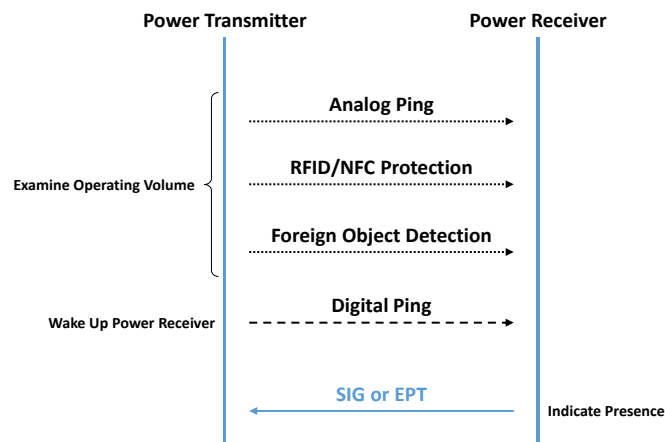 Power Transmitter
Power Receiver
Analog Ping
RFID/NFC Protection
Examine Operating Volume
Foreign Object Detection
Digital Ping
Wake Up Power Receiver
SIG or EPT
Indicate Presence